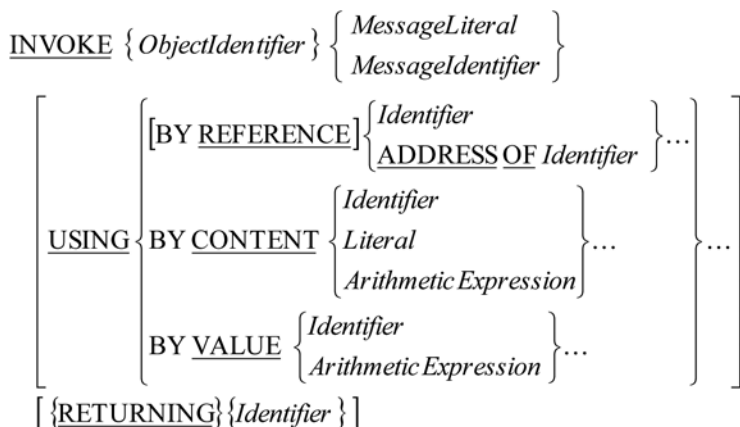 INVOKE {ObjectIdentifier} { MessageLiteral
MessageIdentifier }
[ USING { [BY REFERENCE] { Identifier
ADDRESS OF Identifier } ...
BY CONTENT { Identifier
Literal
Arithmetic Expression } ...
BY VALUE { Identifier
Arithmetic Expression } ... } ... ]
[ {RETURNING} {Identifier } ]